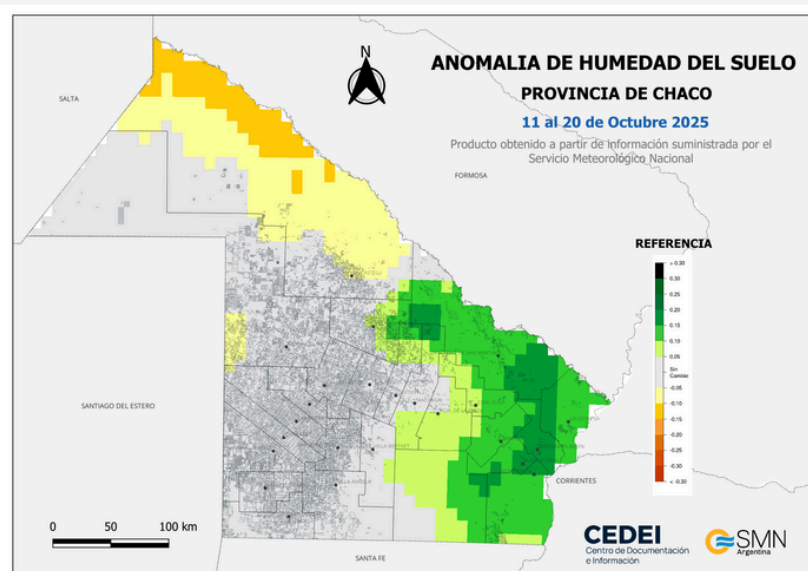 ANOMALIA DE HUMEDAD DEL SUELO
PROVINCIA DE CHACO
11 al 20 de Octubre 2025
Producto obtenido a partir de información suministrada por el
Servicio Meteorológico Nacional
N
SALTA
FORMOSA
REFERENCIA
> 0.30
0.30
0.25
0.20
0.15
0.10
0.05
Sin
Cambio
-0.05
-0.10
-0.15
-0.20
-0.25
-0.30
< -0.30
SANTIAGO DEL ESTERO
CORRIENTES
SANTA FE
0 50 100 km
CEDEI
Centro de Documentación
e Información
SMN
Argentina